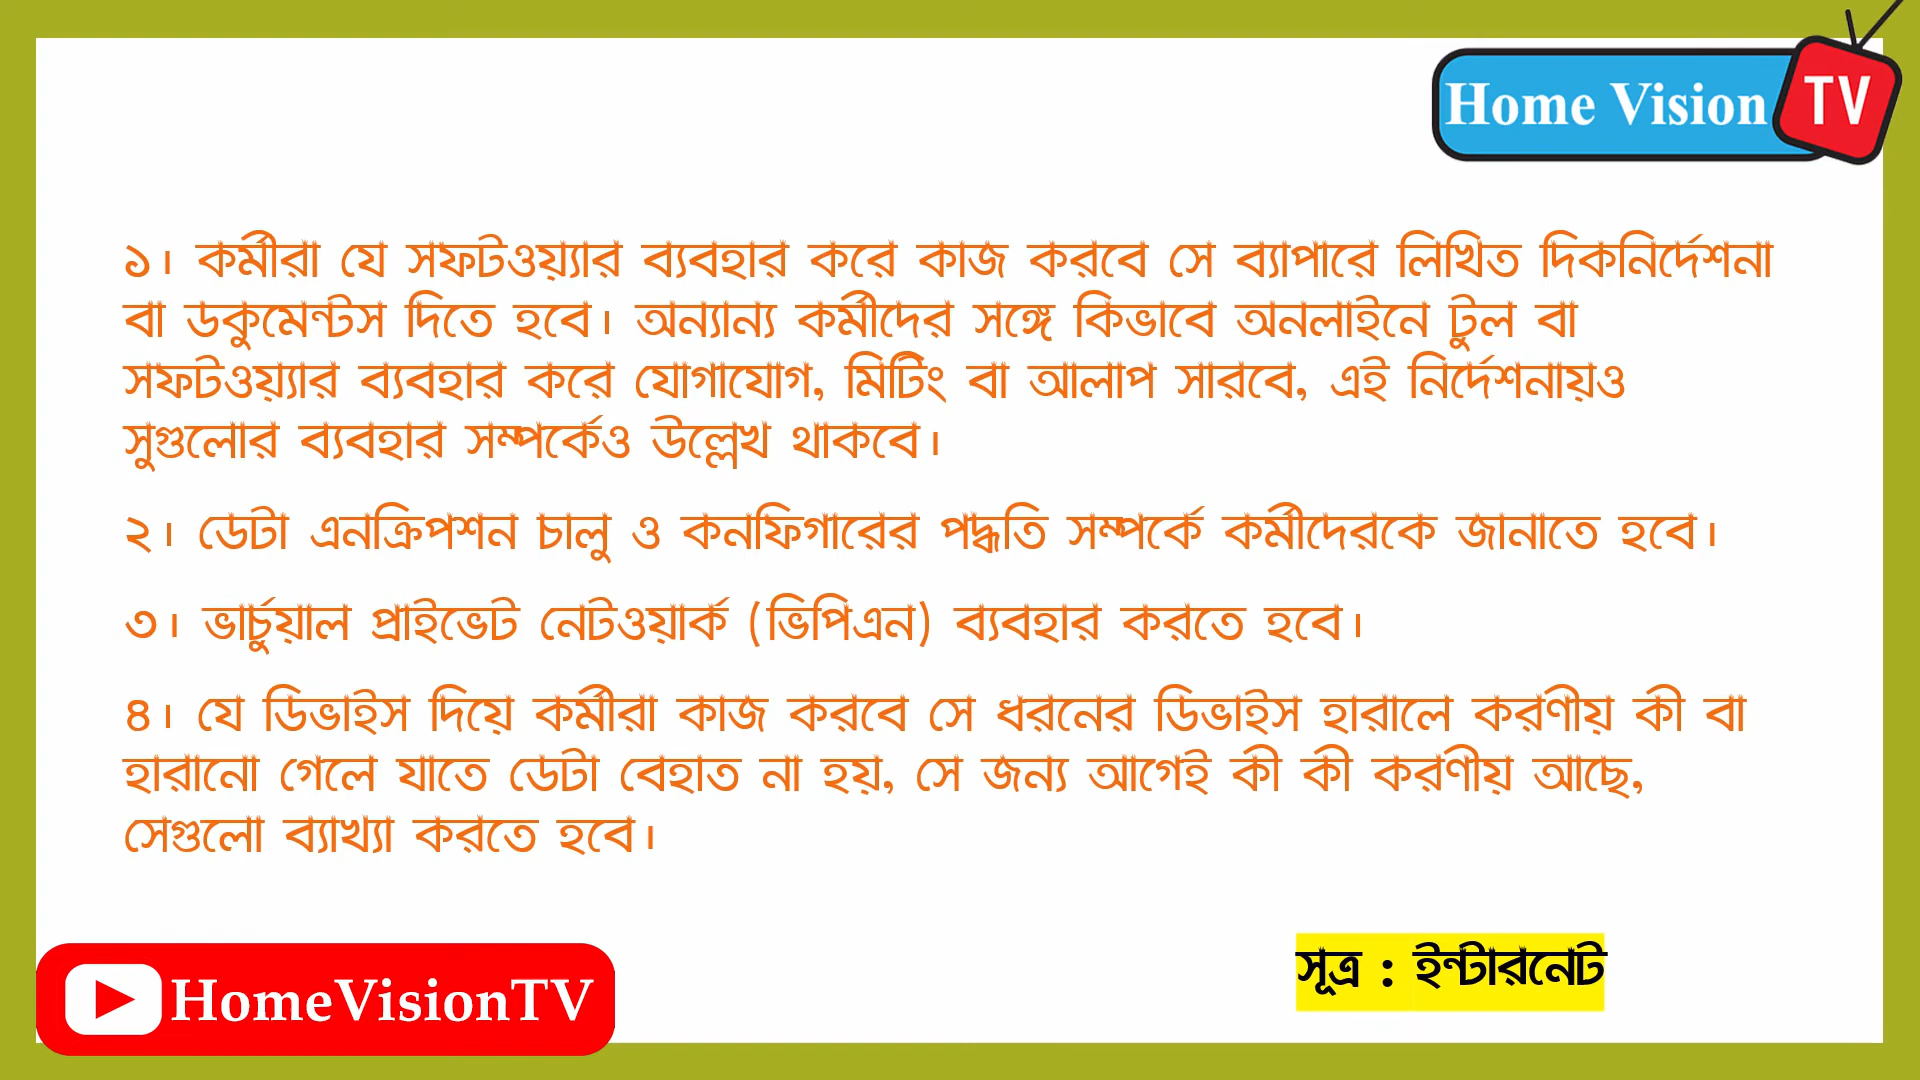 Home Vision TV
১। কর্মীরা যে সফটওয়্যার ব্যবহার করে কাজ করবে সে ব্যাপারে লিখিত দিকনির্দেশনা
বা ডকুমেন্টস দিতে হবে। অন্যান্য কর্মীদের সঙ্গে কিভাবে অনলাইনে টুল বা
সফটওয়্যার ব্যবহার করে যোগাযোগ, মিটিং বা আলাপ সারবে, এই নির্দেশনায়ও
সুগুলোর ব্যবহার সম্পর্কেও উল্লেখ থাকবে।
২। ডেটা এনক্রিপশন চালু ও কনফিগারের পদ্ধতি সম্পর্কে কর্মীদেরকে জানাতে হবে।
৩। ভার্চুয়াল প্রাইভেট নেটওয়ার্ক (ভিপিএন) ব্যবহার করতে হবে।
৪। যে ডিভাইস দিয়ে কর্মীরা কাজ করবে সে ধরনের ডিভাইস হারালে করণীয় কী বা
হারানো গেলে যাতে ডেটা বেহাত না হয়, সে জন্য আগেই কী কী করণীয় আছে,
সেগুলো ব্যাখ্যা করতে হবে।
সূত্র : ইন্টারনেট
HomeVisionTV